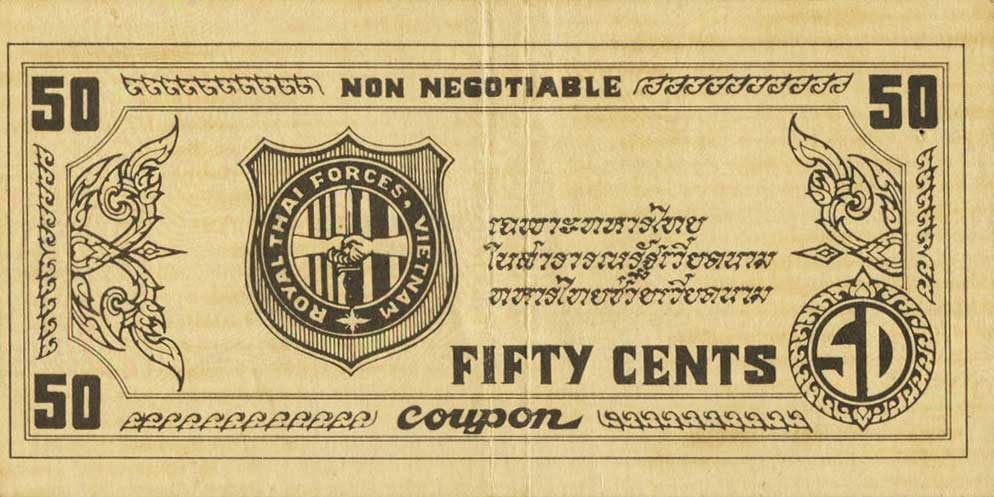 50 NON NEGOTIABLE 50
ROYAL THAI FORCES, VIETNAM
เฉพาะทหารไทย
ในสาธารณรัฐเวียดนาม
ทหารไทยช่วยเวียดนาม
FIFTY CENTS
50
50 coupon